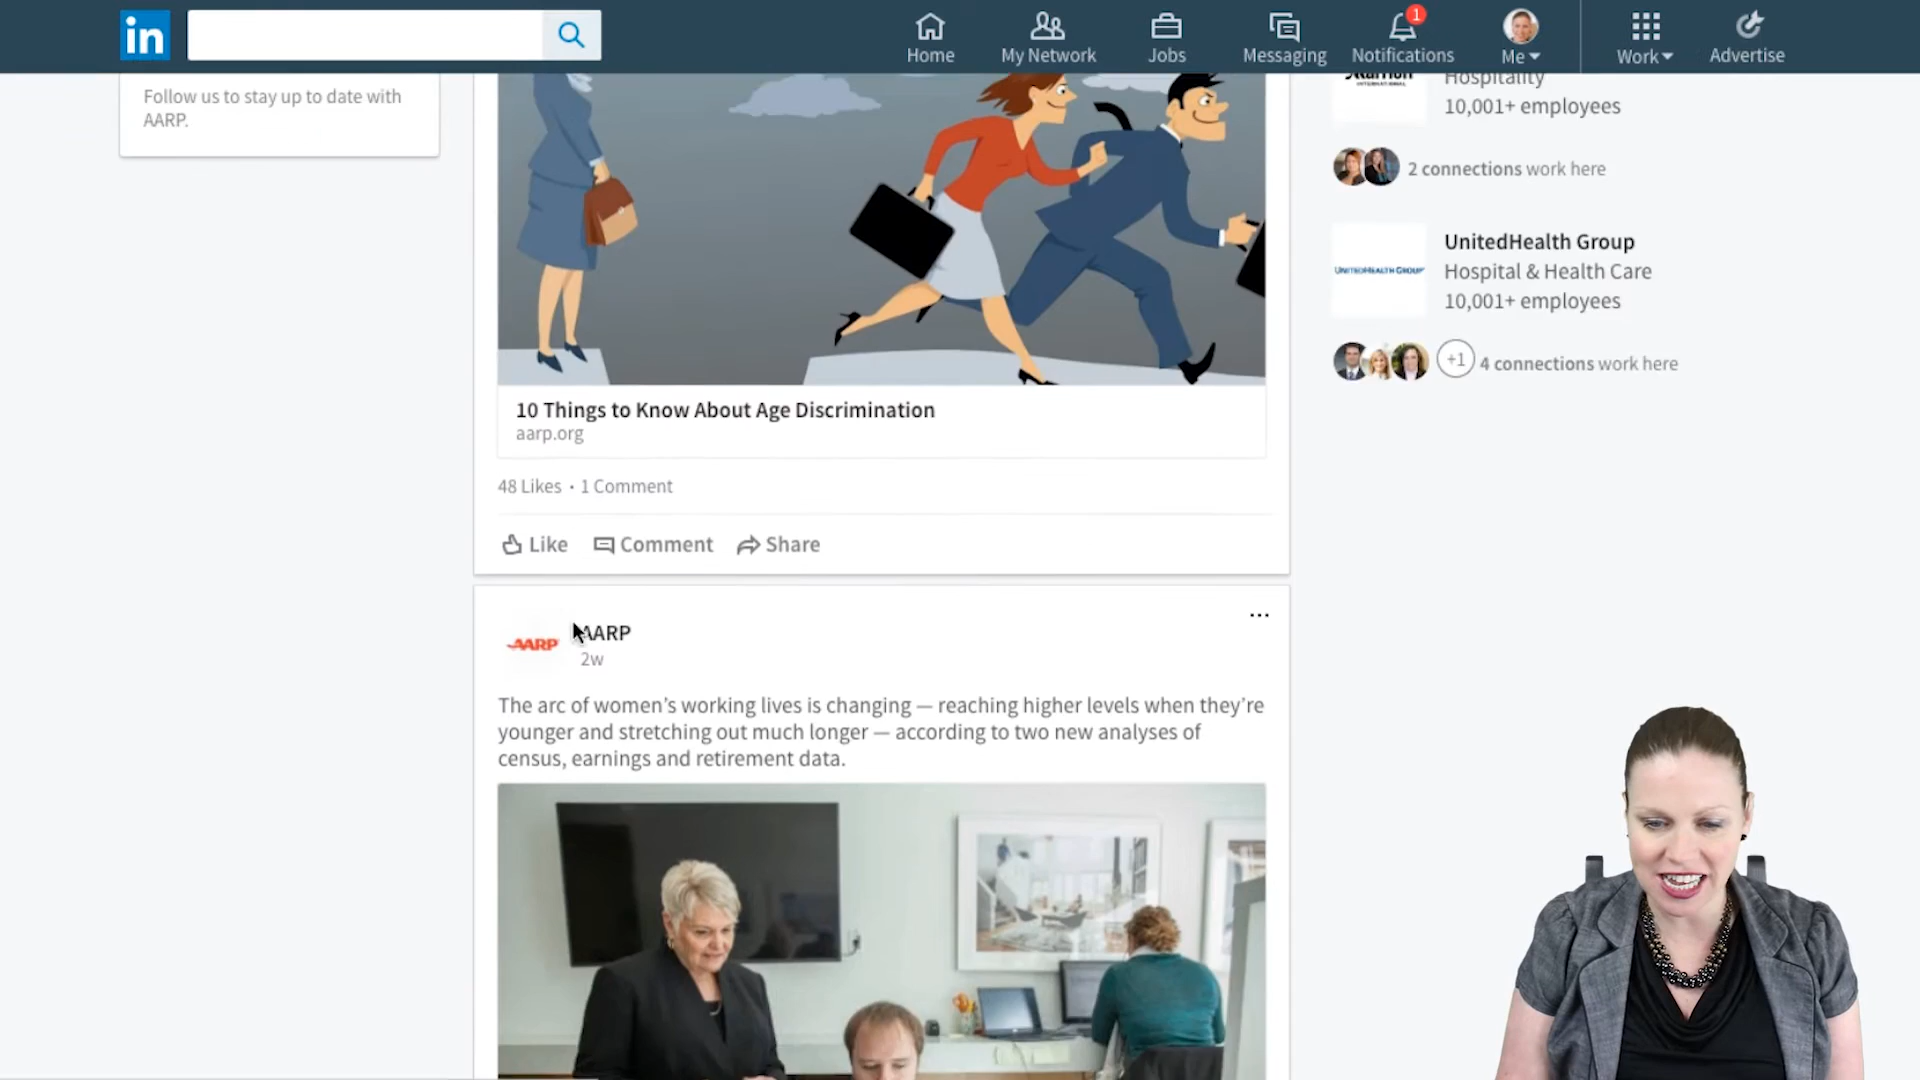 in
Home
My Network
Jobs
Messaging
1
Notifications
Me
Work
Advertise
Follow us to stay up to date with
AARP.
10 Things to Know About Age Discrimination
aarp.org
48 Likes • 1 Comment
Like
Comment
Share
AARP
AARP
2w
...
The arc of women's working lives is changing — reaching higher levels when they're
younger and stretching out much longer — according to two new analyses of
census, earnings and retirement data.
Hospitality
10,001+ employees
2 connections work here
UNITEDHEALTH GROUP
UnitedHealth Group
Hospital & Health Care
10,001+ employees
+1
4 connections work here